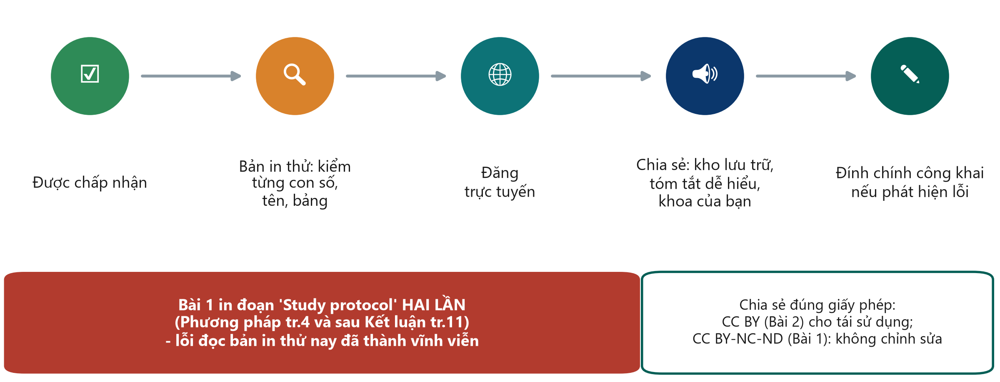 Được chấp nhận
Bản in thử: kiểm
từng con số,
tên, bảng
Đăng
trực tuyến
Chia sẻ: kho lưu trữ,
tóm tắt dễ hiểu,
khoa của bạn
Đính chính công khai
nếu phát hiện lỗi
Bài 1 in đoạn 'Study protocol' HAI LẦN
(Phương pháp tr.4 và sau Kết luận tr.11)
- lỗi đọc bản in thử nay đã thành vĩnh viễn
Chia sẻ đúng giấy phép:
CC BY (Bài 2) cho tái sử dụng;
CC BY-NC-ND (Bài 1): không chỉnh sửa